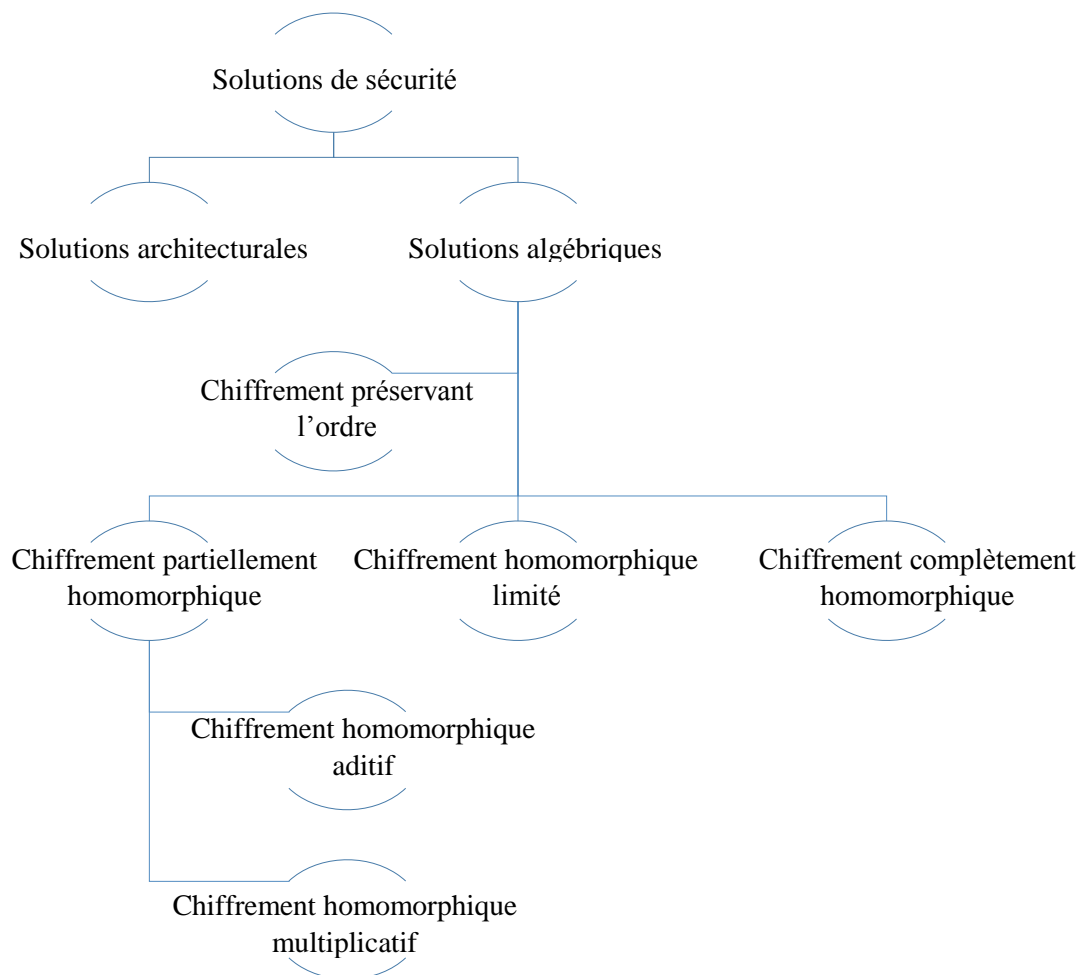 Solutions de sécurité
Solutions architecturales
Solutions algébriques
Chiffrement préservant
l’ordre
Chiffrement partiellement
homomorphique
Chiffrement homomorphique
limité
Chiffrement complètement
homomorphique
Chiffrement homomorphique
aditif
Chiffrement homomorphique
multiplicatif